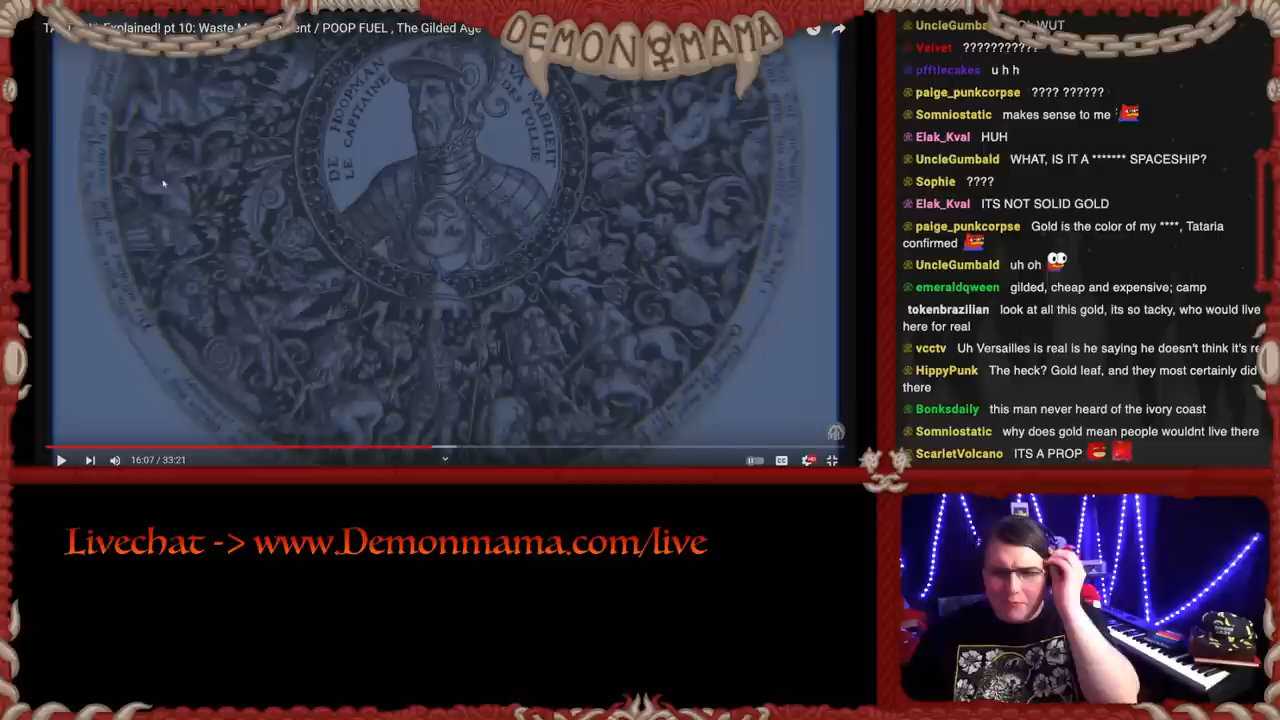 Explained! pt 10: Waste
ent / POOP FUEL , The Gilded Age
DEMON MAMA
DE HOOPMAN
LE CAPITAINE
DES FOLLIE
16:07 / 33:21
CC
Livechat -> www.Demonmama.com/live
UncleGumba
WUT
Velvet ???????????
pfftlecakes u h h
paige_punkcorpse ???? ??????
Somniostatic makes sense to me
Elak_Kval HUH
UncleGumbald WHAT, IS IT A ******* SPACESHIP?
Sophie ????
Elak_Kval ITS NOT SOLID GOLD
paige_punkcorpse Gold is the color of my ****, Tataria
confirmed
UncleGumbald uh oh
emeraldqween gilded, cheap and expensive; camp
tokenbrazilian look at all this gold, its so tacky, who would live
here for real
vcctv Uh Versailles is real is he saying he doesn't think it's re
HippyPunk The heck? Gold leaf, and they most certainly did
there
Bonksdaily this man never heard of the ivory coast
Somniostatic why does gold mean people wouldnt live there
ScarletVolcano ITS A PROP